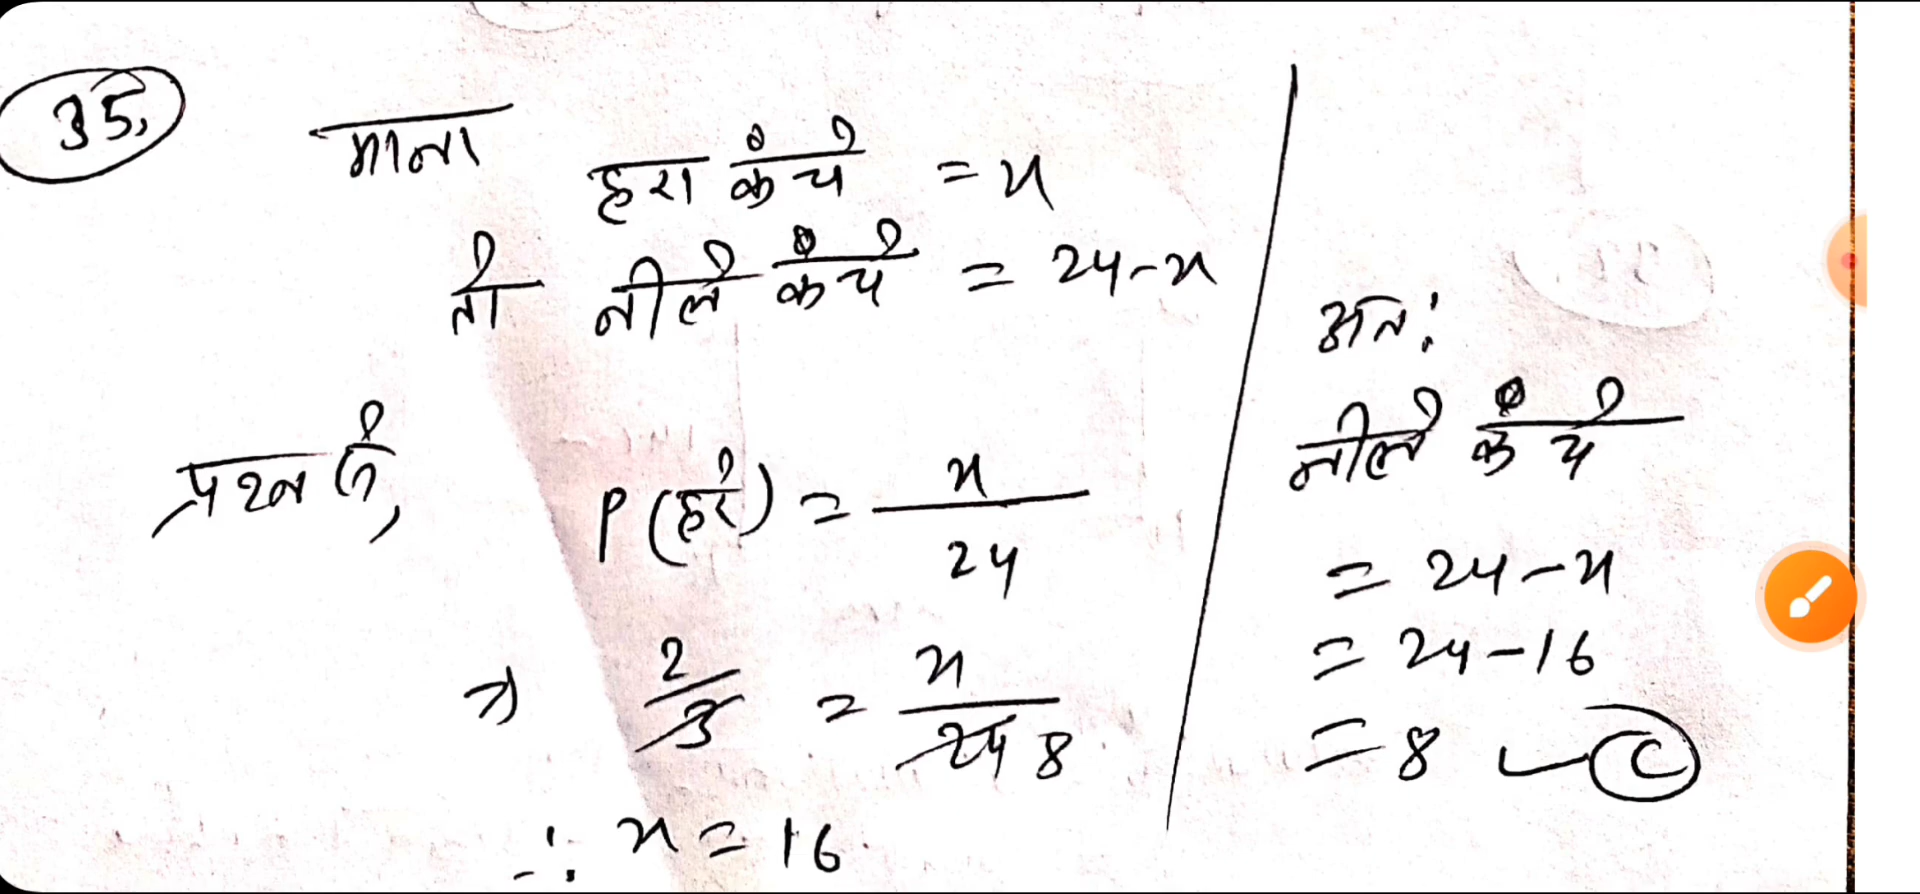 35.
माना
हरा कंचे = x
तो नीले कंचे = 24-x
प्रश्न से,
P(हरे) = x/24
⇒ 2/3 = x/24 8
∴ x = 16
अतः
नीले कंचे
= 24-x
= 24-16
= 8 ✓ C